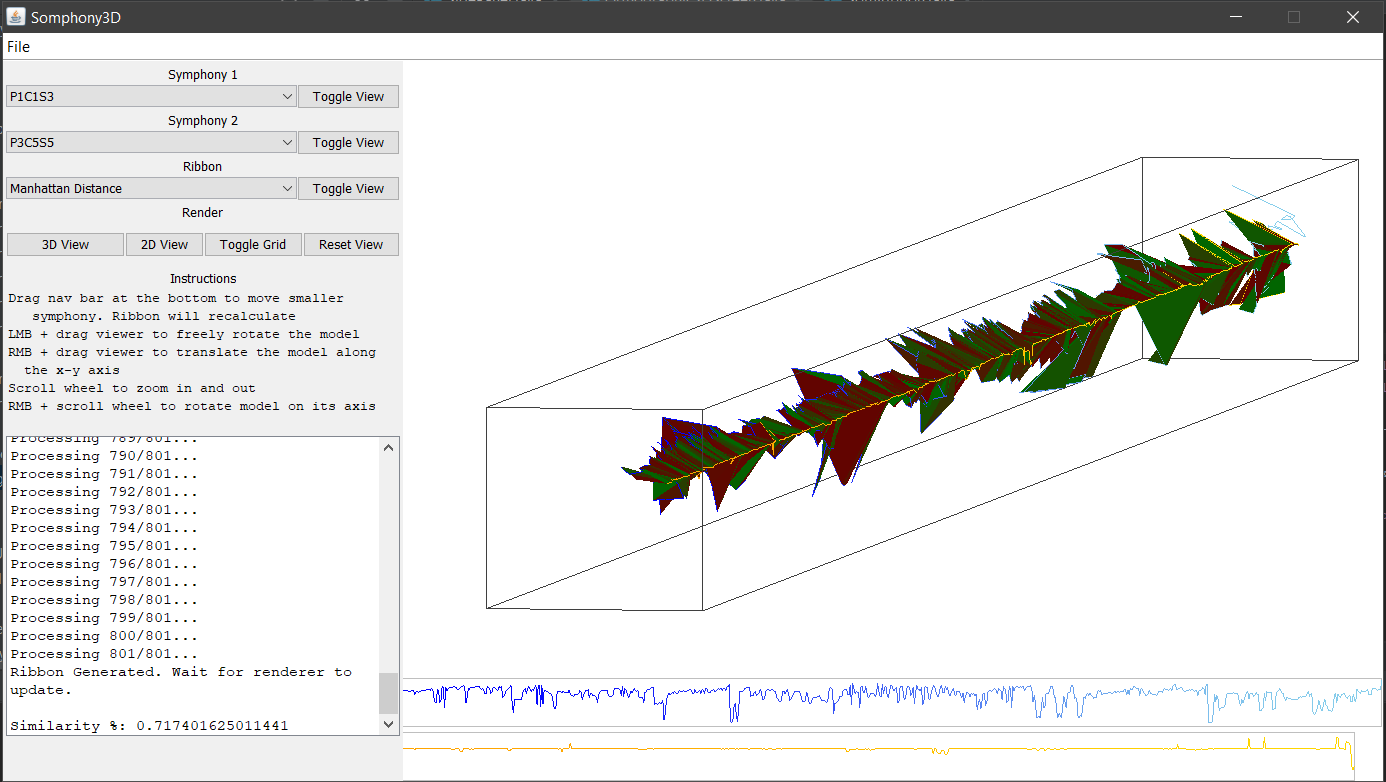 Somphony3D
File
Symphony 1
P1C1S3
Toggle View
Symphony 2
P3C5S5
Toggle View
Ribbon
Manhattan Distance
Toggle View
Render
3D View
2D View
Toggle Grid
Reset View
Instructions
Drag nav bar at the bottom to move smaller
symphony. Ribbon will recalculate
LMB + drag viewer to freely rotate the model
RMB + drag viewer to translate the model along
the x-y axis
Scroll wheel to zoom in and out
RMB + scroll wheel to rotate model on its axis
Processing 789/801...
Processing 790/801...
Processing 791/801...
Processing 792/801...
Processing 793/801...
Processing 794/801...
Processing 795/801...
Processing 796/801...
Processing 797/801...
Processing 798/801...
Processing 799/801...
Processing 800/801...
Processing 801/801...
Ribbon Generated. Wait for renderer to
update.
Similarity %: 0.717401625011441